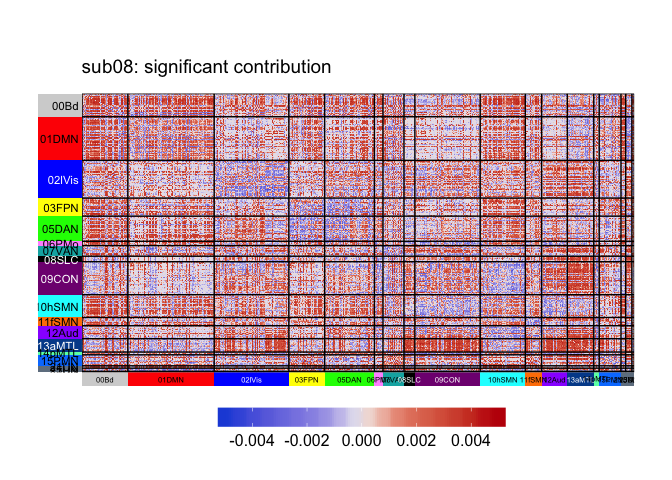 sub08: significant contribution
00Bd
01DMN
02lVis
03FPN
05DAN
06PMo
07VAN
08SLC
09CON
10hSMN
11fSMN
12Aud
13aMTL
15PMN
00Bd 01DMN 02lVis 03FPN 05DAN 08SLC 09CON 10hSMN 11fSMN 12Aud
-0.004 -0.002 0.000 0.002 0.004